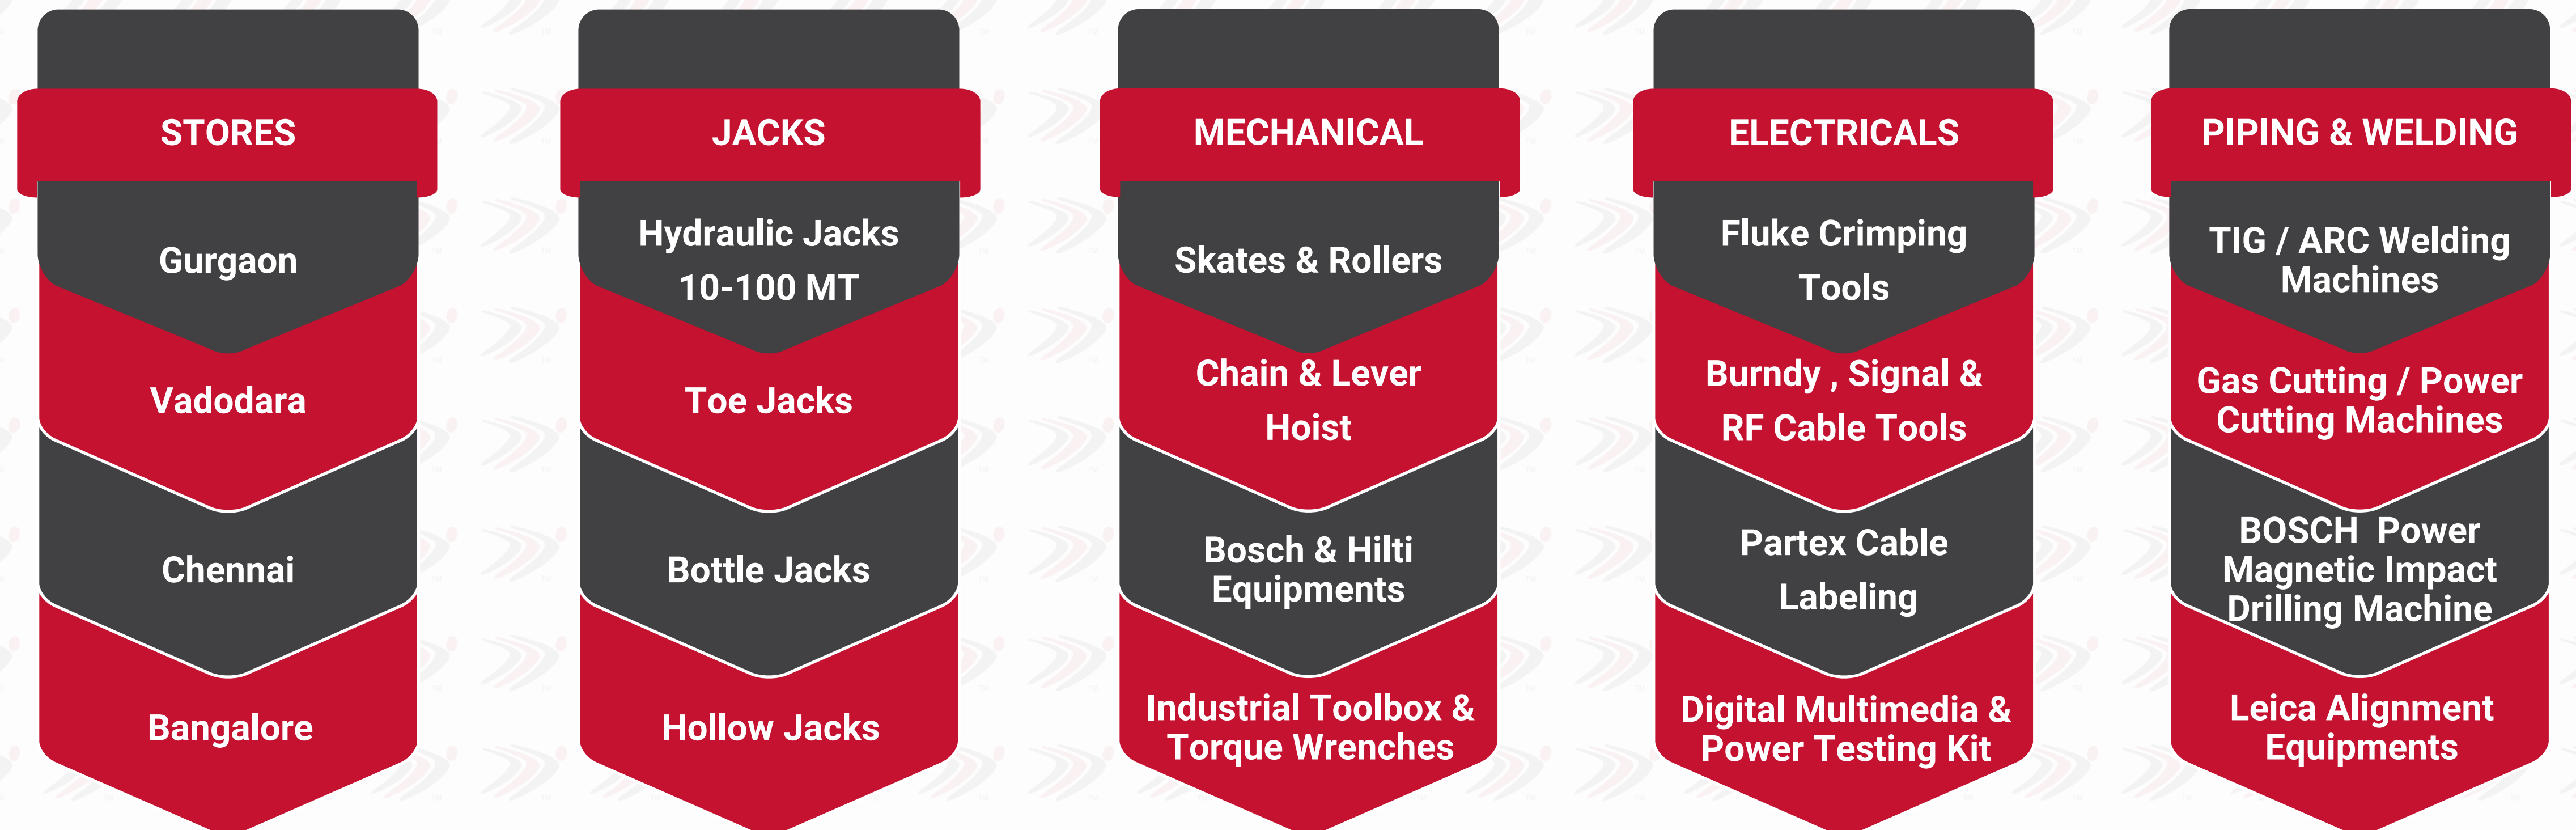 STORES
Gurgaon
Vadodara
Chennai
Bangalore
JACKS
Hydraulic Jacks
10-100 MT
Toe Jacks
Bottle Jacks
Hollow Jacks
MECHANICAL
Skates & Rollers
Chain & Lever
Hoist
Bosch & Hilti
Equipments
Industrial Toolbox &
Torque Wrenches
ELECTRICALS
Fluke Crimping
Tools
Burndy , Signal &
RF Cable Tools
Partex Cable
Labeling
Digital Multimedia &
Power Testing Kit
PIPING & WELDING
TIG / ARC Welding
Machines
Gas Cutting / Power
Cutting Machines
BOSCH  Power
Magnetic Impact
Drilling Machine
Leica Alignment
Equipments